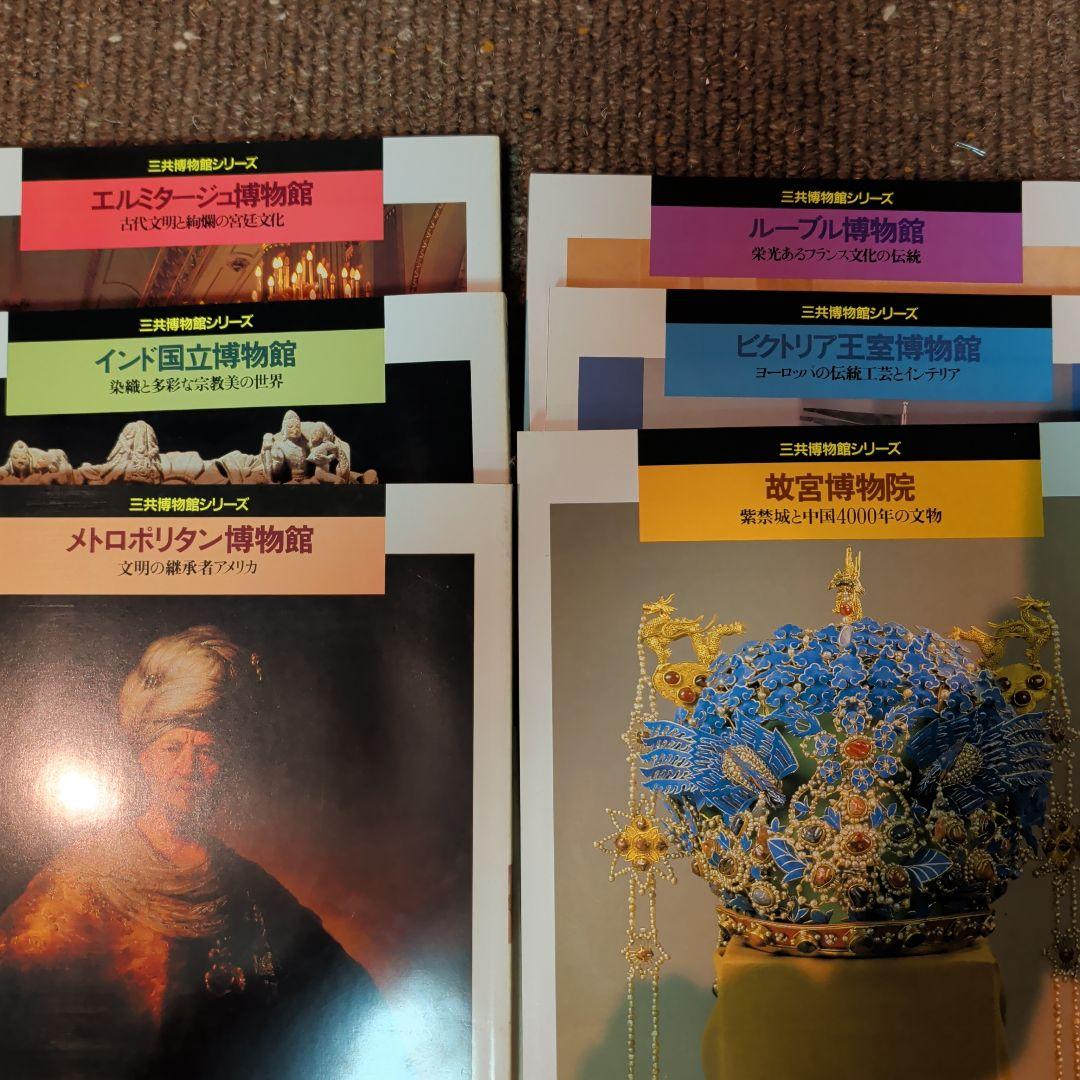 三共博物館シリーズ
エルミタージュ博物館
古代文明と絢爛の宮廷文化
三共博物館シリーズ
インド国立博物館
染織と多彩な宗教美の世界
三共博物館シリーズ
メトロポリタン博物館
文明の継承者アメリカ
三共博物館シリーズ
ルーブル博物館
栄光あるフランス文化の伝統
三共博物館シリーズ
ビクトリア王室博物館
ヨーロッパの伝統工芸とインテリア
三共博物館シリーズ
故宮博物院
紫禁城と中国4000年の文物